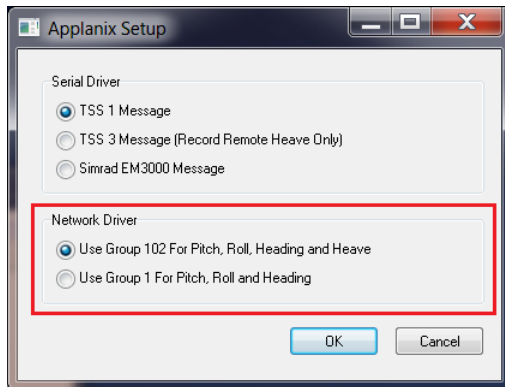 Applanix Setup
Serial Driver
TSS 1 Message
TSS 3 Message (Record Remote Heave Only)
Simrad EM3000 Message
Network Driver
Use Group 102 For Pitch, Roll, Heading and Heave
Use Group 1 For Pitch, Roll and Heading
OK Cancel